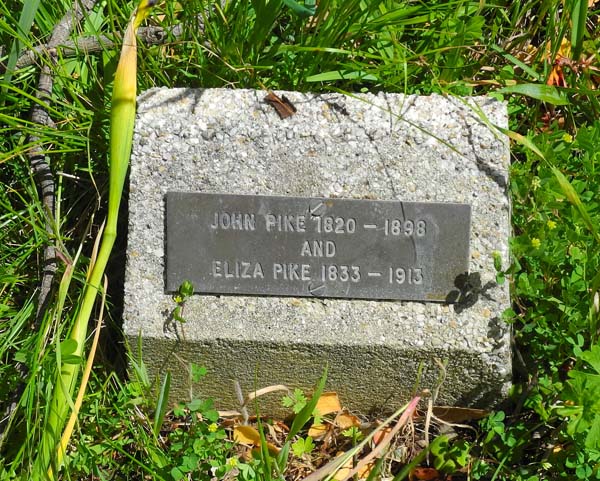 JOHN PIKE 1820 – 1898
AND
ELIZA PIKE 1833 – 1913